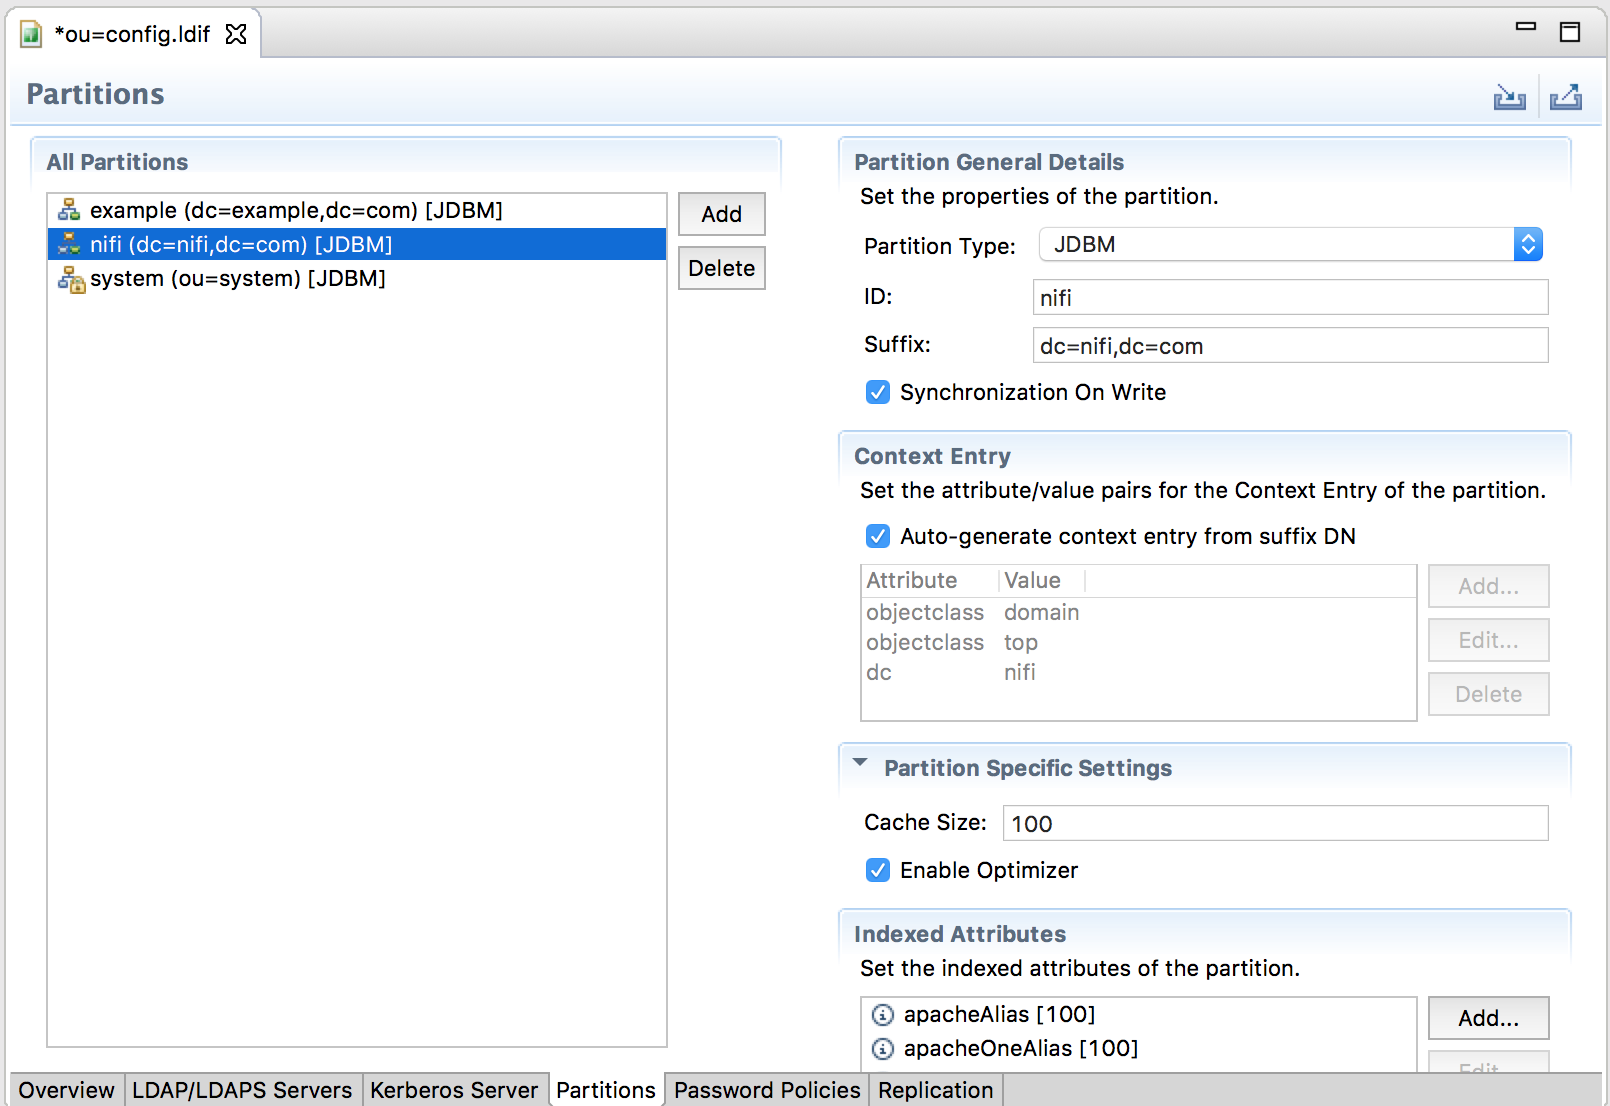 *ou=config.ldif
Partitions
All Partitions
example (dc=example,dc=com) [JDBM]
nifi (dc=nifi,dc=com) [JDBM]
system (ou=system) [JDBM]
Add
Delete
Partition General Details
Set the properties of the partition.
Partition Type: JDBM
ID: nifi
Suffix: dc=nifi,dc=com
Synchronization On Write
Context Entry
Set the attribute/value pairs for the Context Entry of the partition.
Auto-generate context entry from suffix DN
Attribute Value
objectclass domain
objectclass top
dc nifi
Add...
Edit...
Delete
Partition Specific Settings
Cache Size: 100
Enable Optimizer
Indexed Attributes
Set the indexed attributes of the partition.
apacheAlias [100]
apacheOneAlias [100]
Add...
Edit...
Overview LDAP/LDAPS Servers Kerberos Server Partitions Password Policies Replication